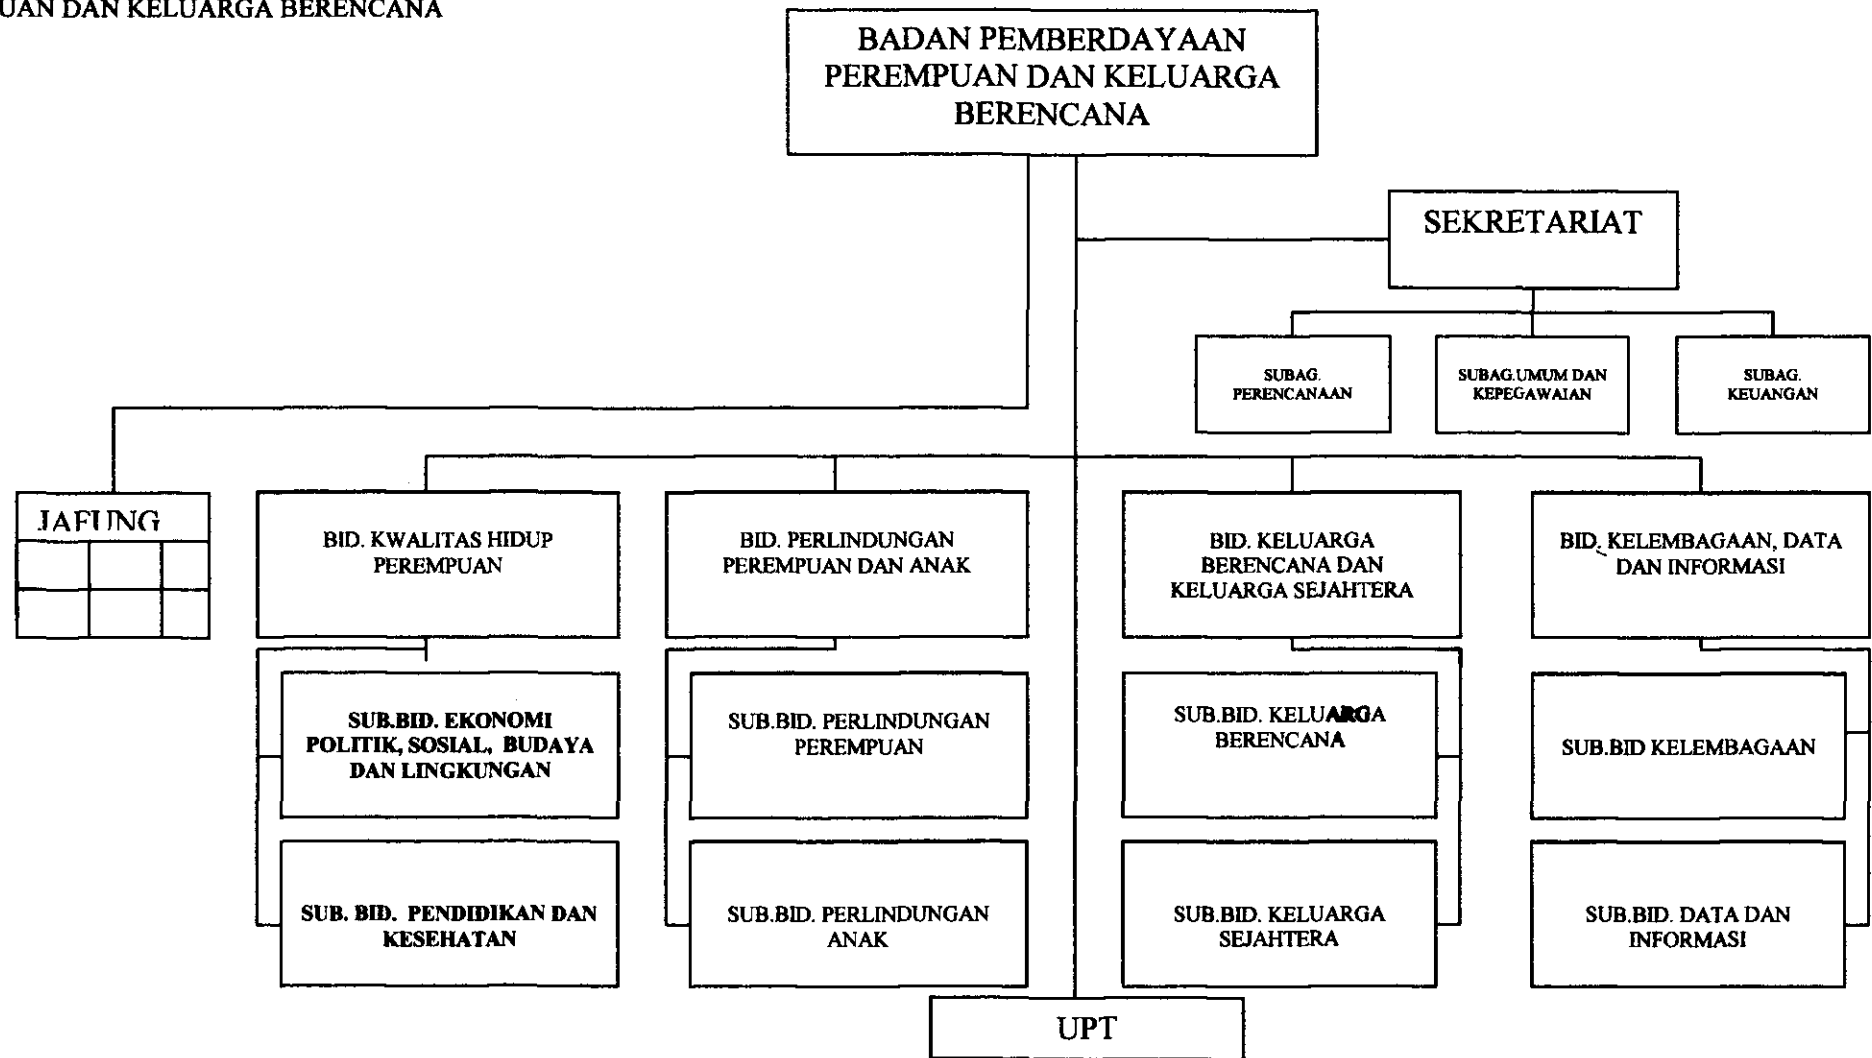 UAN DAN KELUARGA BERENCANA
BADAN PEMBERDAYAAN
PEREMPUAN DAN KELUARGA
BERENCANA
SEKRETARIAT
SUBAG.
PERENCANAAN
SUBAG.UMUM DAN
KEPEGAWAIAN
SUBAG.
KEUANGAN
JAFUNG
BID. KWALITAS HIDUP
PEREMPUAN
BID. PERLINDUNGAN
PEREMPUAN DAN ANAK
BID. KELUARGA
BERENCANA DAN
KELUARGA SEJAHTERA
BID. KELEMBAGAAN, DATA
DAN INFORMASI
SUB.BID. EKONOMI
POLITIK, SOSIAL, BUDAYA
DAN LINGKUNGAN
SUB.BID. PERLINDUNGAN
PEREMPUAN
SUB.BID. KELUARGA
BERENCANA
SUB.BID KELEMBAGAAN
SUB. BID. PENDIDIKAN DAN
KESEHATAN
SUB.BID. PERLINDUNGAN
ANAK
SUB.BID. KELUARGA
SEJAHTERA
SUB.BID. DATA DAN
INFORMASI
UPT